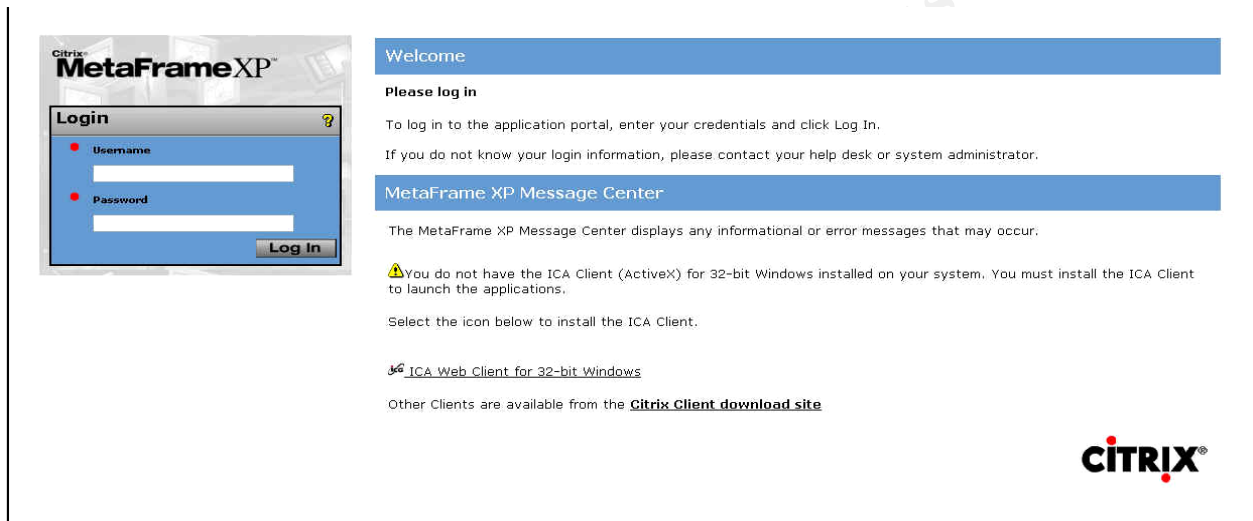 Citrix®
MetaFrameXP™
Login
?
Username
Password
Log In
Welcome
Please log in
To log in to the application portal, enter your credentials and click Log In.
If you do not know your login information, please contact your help desk or system administrator.
MetaFrame XP Message Center
The MetaFrame XP Message Center displays any informational or error messages that may occur.
You do not have the ICA Client (ActiveX) for 32-bit Windows installed on your system. You must install the ICA Client
to launch the applications.
Select the icon below to install the ICA Client.
ICA Web Client for 32-bit Windows
Other Clients are available from the Citrix Client download site
CITRIX®